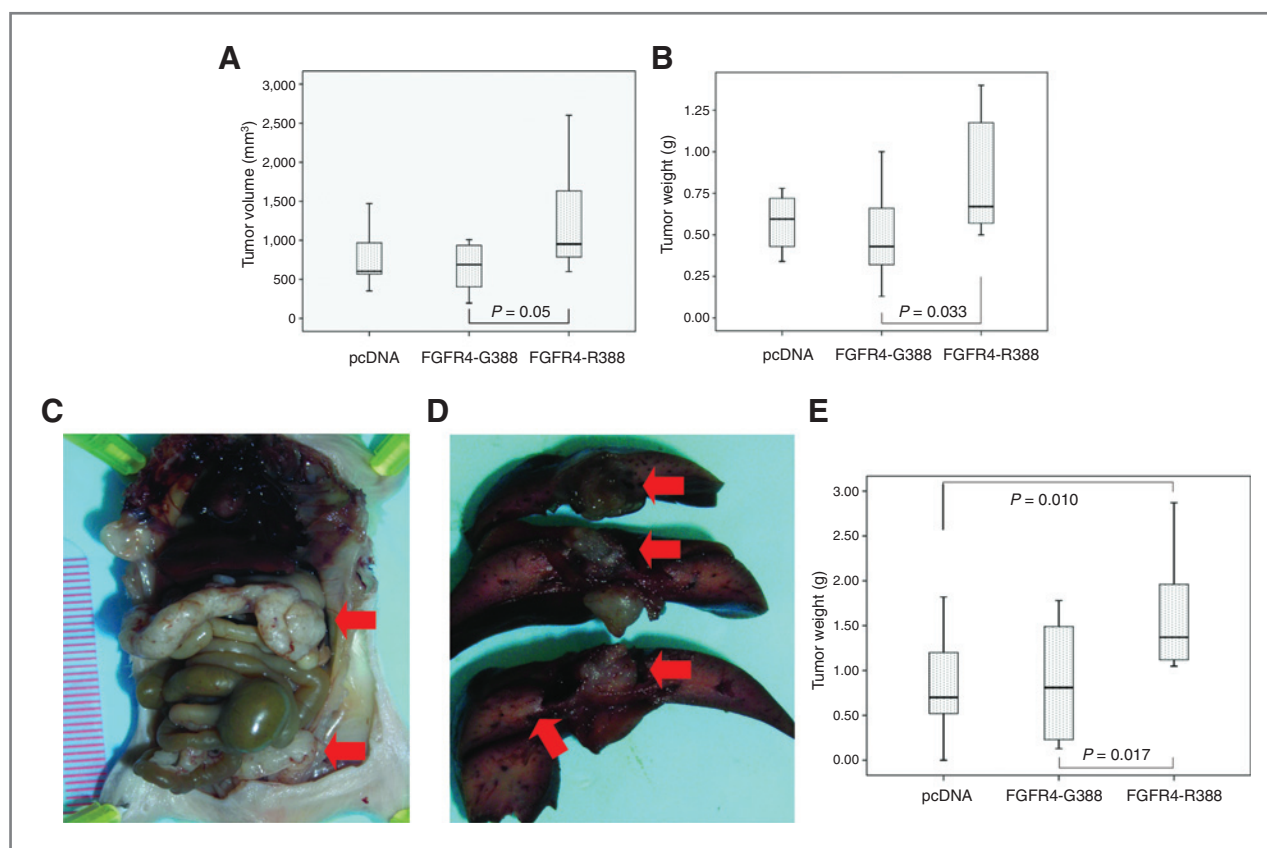 A
Tumor volume (mm³)
3,000
2,500
2,000
1,500
1,000
500
0
P = 0.05
pcDNA FGFR4-G388 FGFR4-R388
B
Tumor weight (g)
1.25
1.00
0.75
0.50
0.25
0.00
P = 0.033
pcDNA FGFR4-G388 FGFR4-R388
C
D
E
Tumor weight (g)
3.00
2.50
2.00
1.50
1.00
0.50
0.00
P = 0.010
P = 0.017
pcDNA FGFR4-G388 FGFR4-R388